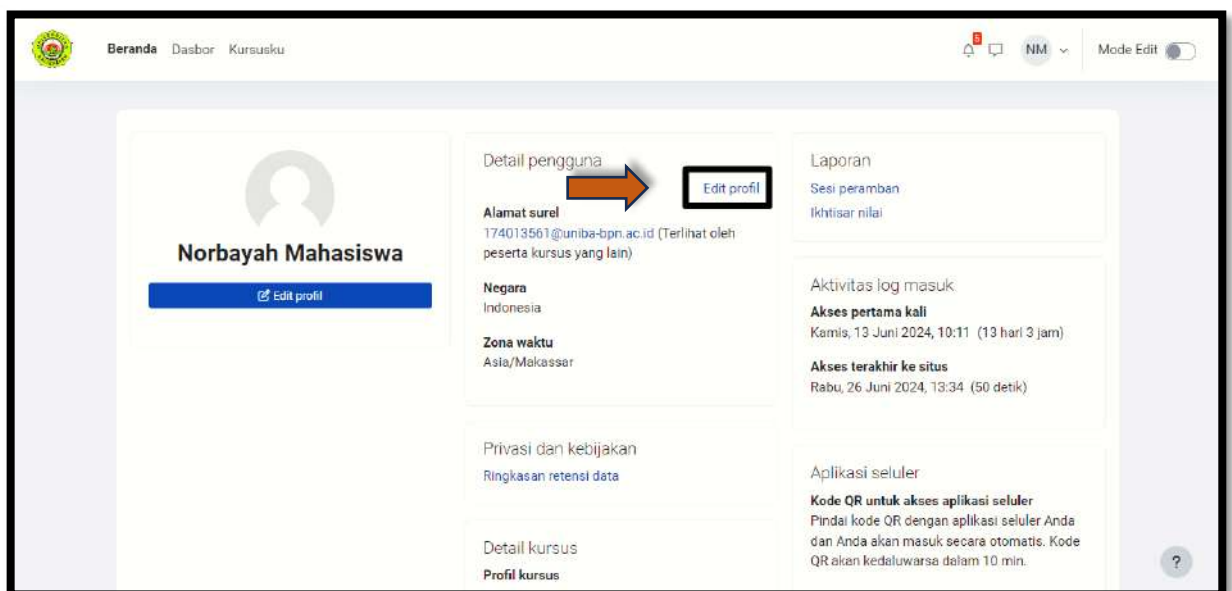 Beranda Dasbor Kursusku
5
NM
Mode Edit
Norbayah Mahasiswa
Edit profil
Detail pengguna
Edit profil
Alamat surel
174013561@uniba-bpn.ac.id (Terlihat oleh
peserta kursus yang lain)
Negara
Indonesia
Zona waktu
Asia/Makassar
Privasi dan kebijakan
Ringkasan retensi data
Detail kursus
Profil kursus
Laporan
Sesi peramban
Ikhtisar nilai
Aktivitas log masuk
Akses pertama kali
Kamis, 13 Juni 2024, 10:11 (13 hari 3 jam)
Akses terakhir ke situs
Rabu, 26 Juni 2024, 13:34 (50 detik)
Aplikasi seluler
Kode QR untuk akses aplikasi seluler
Pindai kode QR dengan aplikasi seluler Anda
dan Anda akan masuk secara otomatis. Kode
QR akan kedaluwarsa dalam 10 min.
?